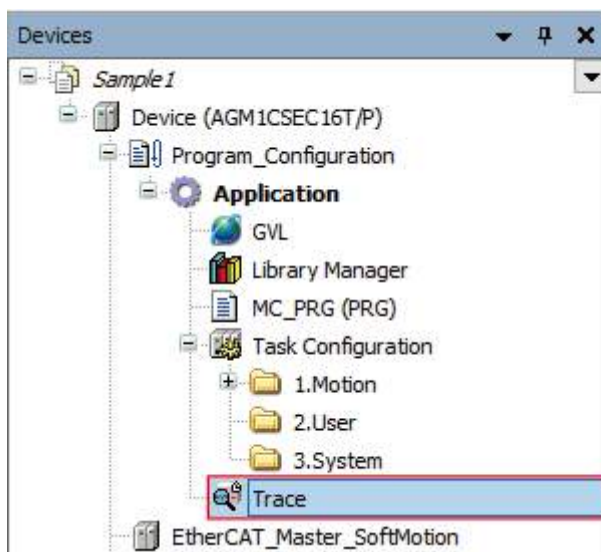 Devices
Sample1
Device (AGM1CSEC16T/P)
Program_Configuration
Application
GVL
Library Manager
MC_PRG (PRG)
Task Configuration
1.Motion
2.User
3.System
Trace
EtherCAT_Master_SoftMotion